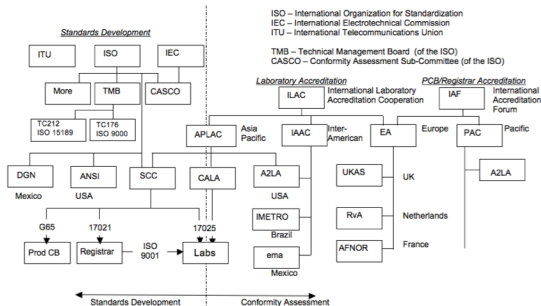 ISO – International Organization for Standardization
IEC – International Electrotechnical Commission
ITU – International Telecommunications Union
TMB – Technical Management Board (of the ISO)
CASCO – Conformity Assessment Sub-Committee (of the ISO)
Standards Development
ITU
ISO
IEC
More
TMB
CASCO
TC212
ISO 15189
TC176
ISO 9000
Laboratory Accreditation
PCB/Registrar Accreditation
ILAC
International Laboratory
Accreditation Cooperation
IAF
International
Accreditation
Forum
APLAC
Asia
Pacific
IAAC
Inter-
American
EA
Europe
PAC
Pacific
DGN
Mexico
ANSI
USA
SCC
CALA
A2LA
USA
UKAS
UK
A2LA
IMETRO
Brazil
RvA
Netherlands
ema
Mexico
AFNOR
France
G65
17021
17025
Prod CB
Registrar
ISO
9001
Labs
Standards Development
Conformity Assessment